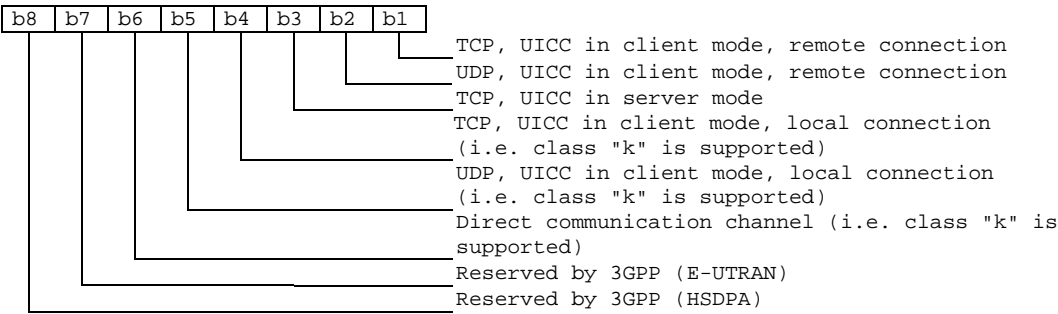 b8 b7 b6 b5 b4 b3 b2 b1
TCP, UICC in client mode, remote connection
UDP, UICC in client mode, remote connection
TCP, UICC in server mode
TCP, UICC in client mode, local connection
(i.e. class "k" is supported)
UDP, UICC in client mode, local connection
(i.e. class "k" is supported)
Direct communication channel (i.e. class "k" is
supported)
Reserved by 3GPP (E-UTRAN)
Reserved by 3GPP (HSDPA)